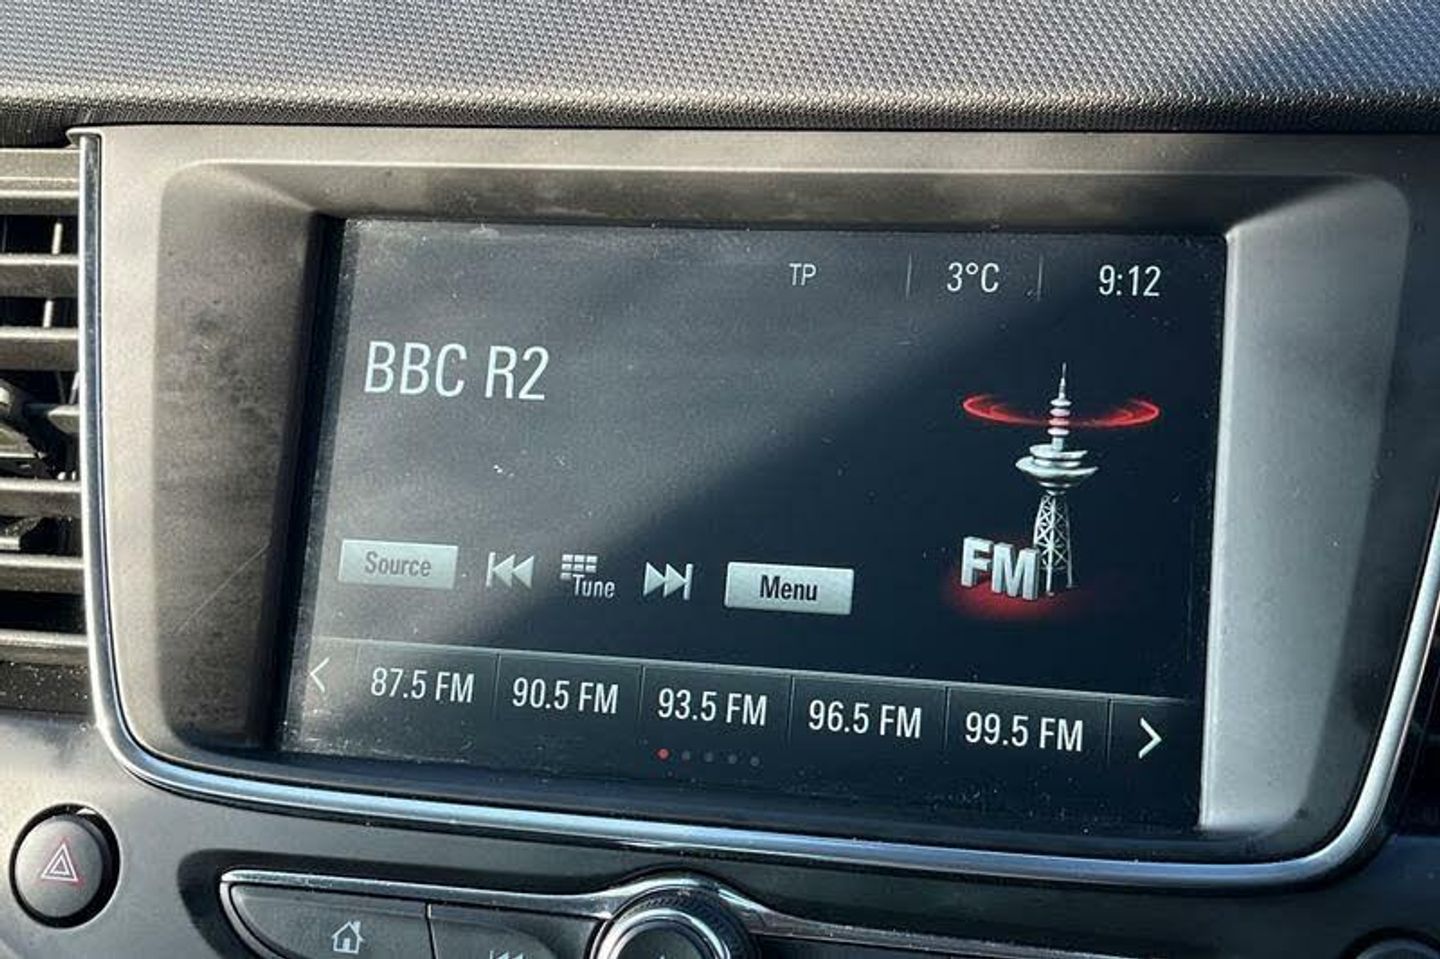 TP 3°C 9:12
BBC R2
FM
Source Tune Menu
87.5 FM 90.5 FM 93.5 FM 96.5 FM 99.5 FM